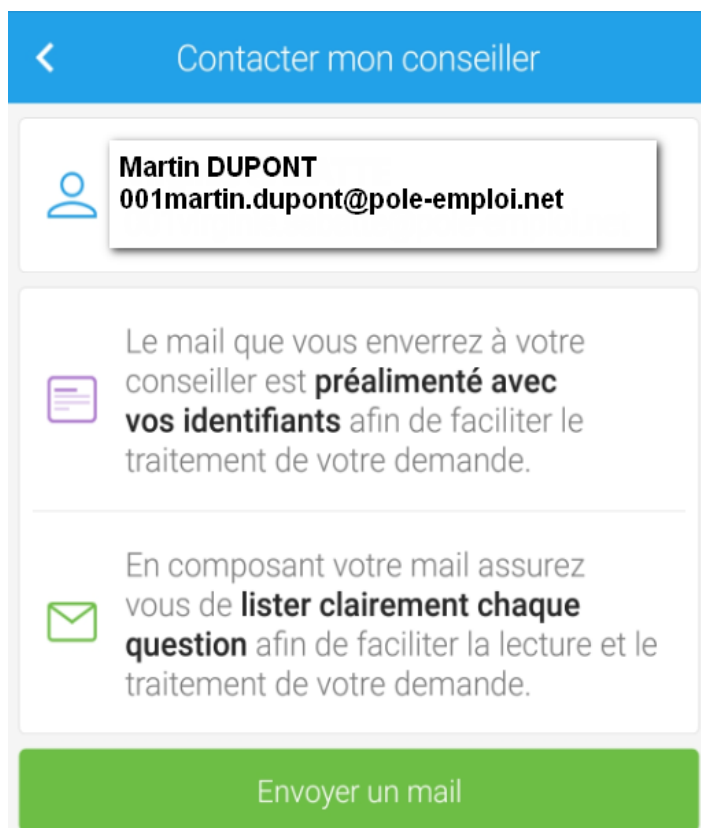 Contacter mon conseiller
Martin DUPONT
001martin.dupont@pole-emploi.net
Le mail que vous enverrez à votre
conseiller est préalimenté avec
vos identifiants afin de faciliter le
traitement de votre demande.
En composant votre mail assurez
vous de lister clairement chaque
question afin de faciliter la lecture et le
traitement de votre demande.
Envoyer un mail